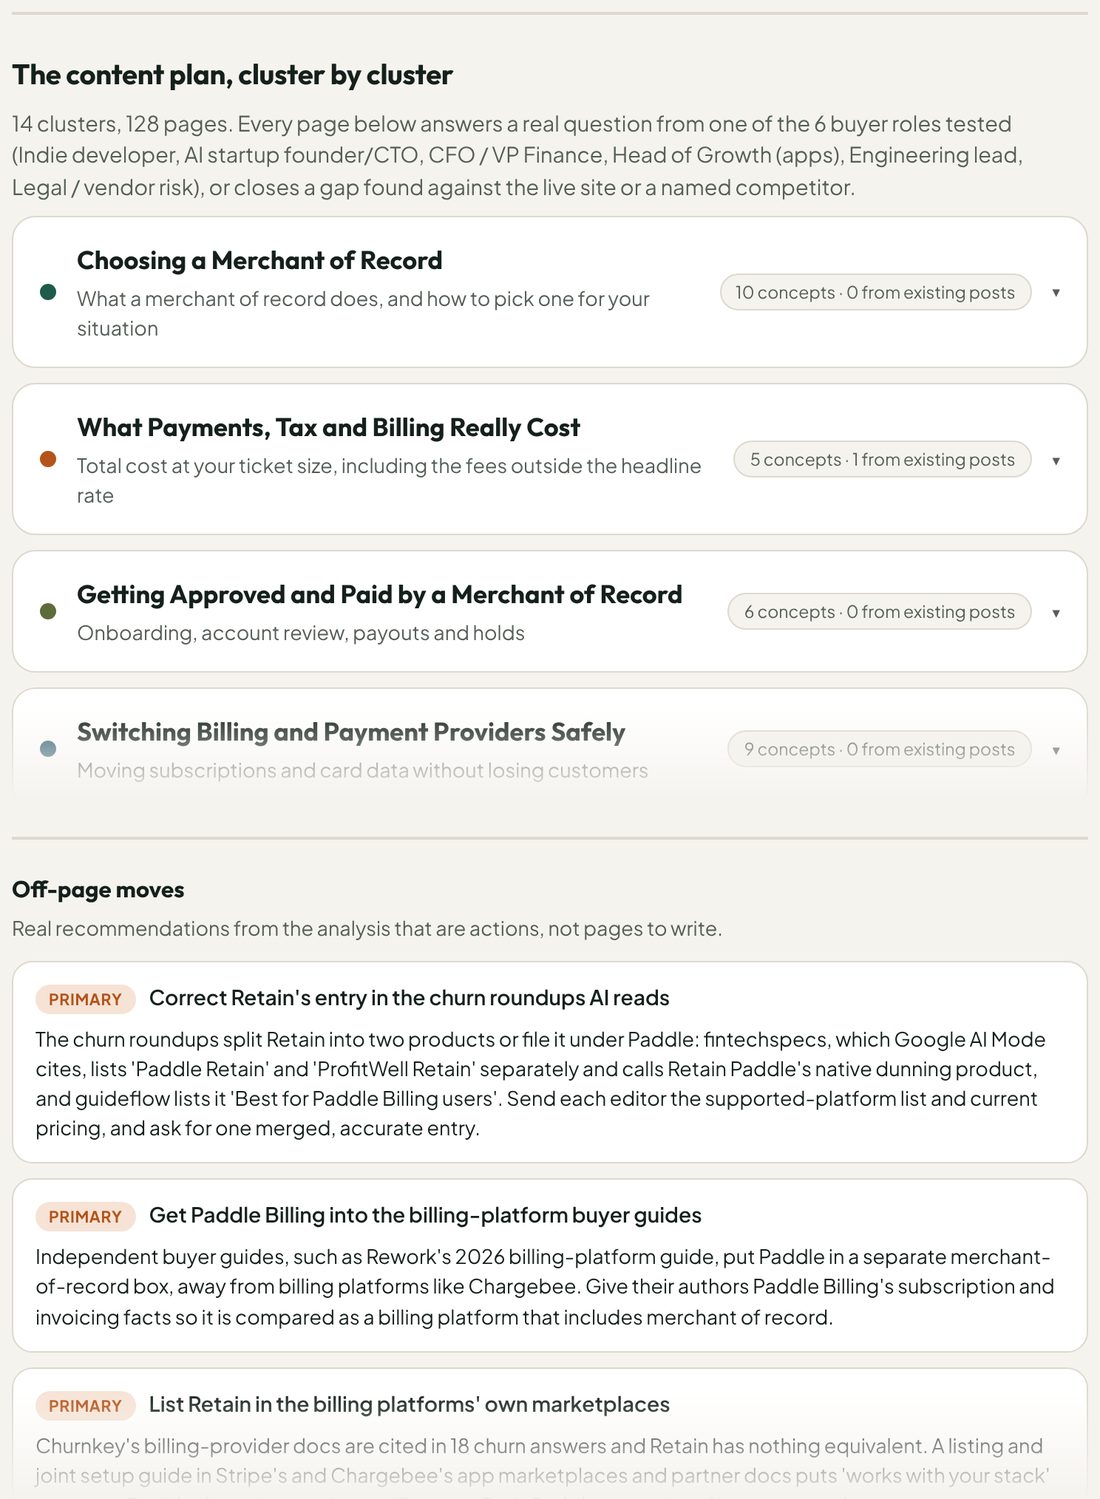 The content plan, cluster by cluster
14 clusters, 128 pages. Every page below answers a real question from one of the 6 buyer roles tested
(Indie developer, AI startup founder/CTO, CFO / VP Finance, Head of Growth (apps), Engineering lead,
Legal / vendor risk), or closes a gap found against the live site or a named competitor.
Choosing a Merchant of Record
What a merchant of record does, and how to pick one for your
situation
10 concepts · 0 from existing posts
What Payments, Tax and Billing Really Cost
Total cost at your ticket size, including the fees outside the headline
rate
5 concepts · 1 from existing posts
Getting Approved and Paid by a Merchant of Record
Onboarding, account review, payouts and holds
6 concepts · 0 from existing posts
Switching Billing and Payment Providers Safely
Moving subscriptions and card data without losing customers
9 concepts · 0 from existing posts
Off-page moves
Real recommendations from the analysis that are actions, not pages to write.
PRIMARY Correct Retain's entry in the churn roundups AI reads
The churn roundups split Retain into two products or file it under Paddle: fintechspecs, which Google AI Mode
cites, lists 'Paddle Retain' and 'ProfitWell Retain' separately and calls Retain Paddle's native dunning product,
and guideflow lists it 'Best for Paddle Billing users'. Send each editor the supported-platform list and current
pricing, and ask for one merged, accurate entry.
PRIMARY Get Paddle Billing into the billing-platform buyer guides
Independent buyer guides, such as Rework's 2026 billing-platform guide, put Paddle in a separate merchant-
of-record box, away from billing platforms like Chargebee. Give their authors Paddle Billing's subscription and
invoicing facts so it is compared as a billing platform that includes merchant of record.
PRIMARY List Retain in the billing platforms' own marketplaces
Churnkey's billing-provider docs are cited in 18 churn answers and Retain has nothing equivalent. A listing and
joint setup guide in Stripe's and Chargebee's app marketplaces and partner docs puts 'works with your stack'